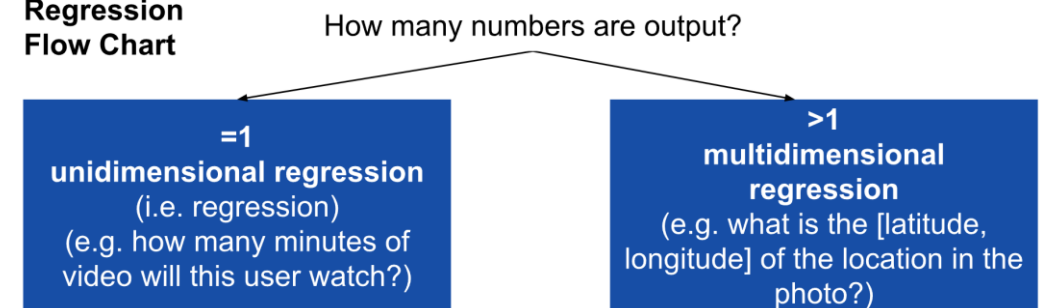 Regression
Flow Chart
How many numbers are output?
=1
unidimensional regression
(i.e. regression)
(e.g. how many minutes of
video will this user watch?)
>1
multidimensional
regression
(e.g. what is the [latitude,
longitude] of the location in the
photo?)